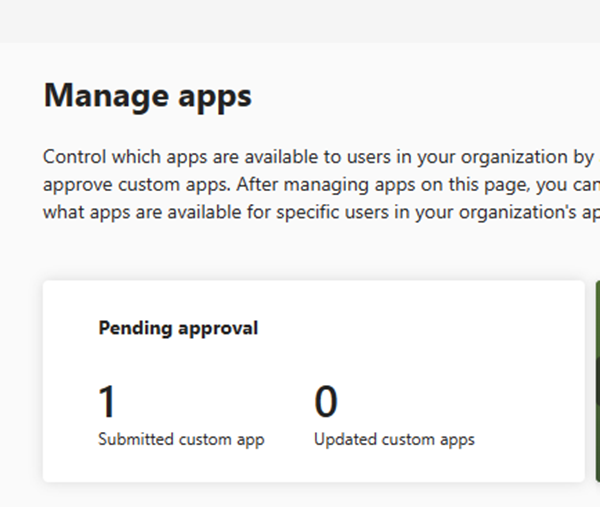 Manage apps
Control which apps are available to users in your organization by
approve custom apps. After managing apps on this page, you can
what apps are available for specific users in your organization's ap
Pending approval
1 0
Submitted custom app Updated custom apps